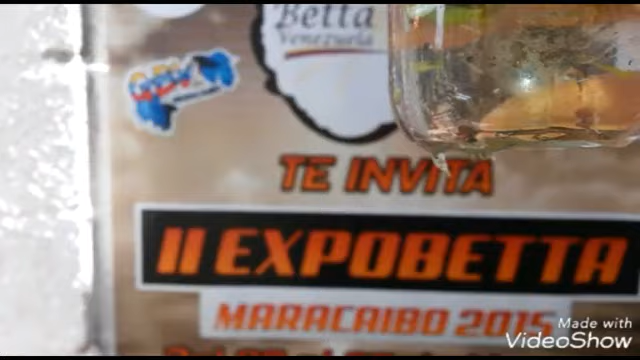 Betta
Venezuela
TE INVITA
II EXPOBETTA
MARACAIBO 2015
Made with
VideoShow